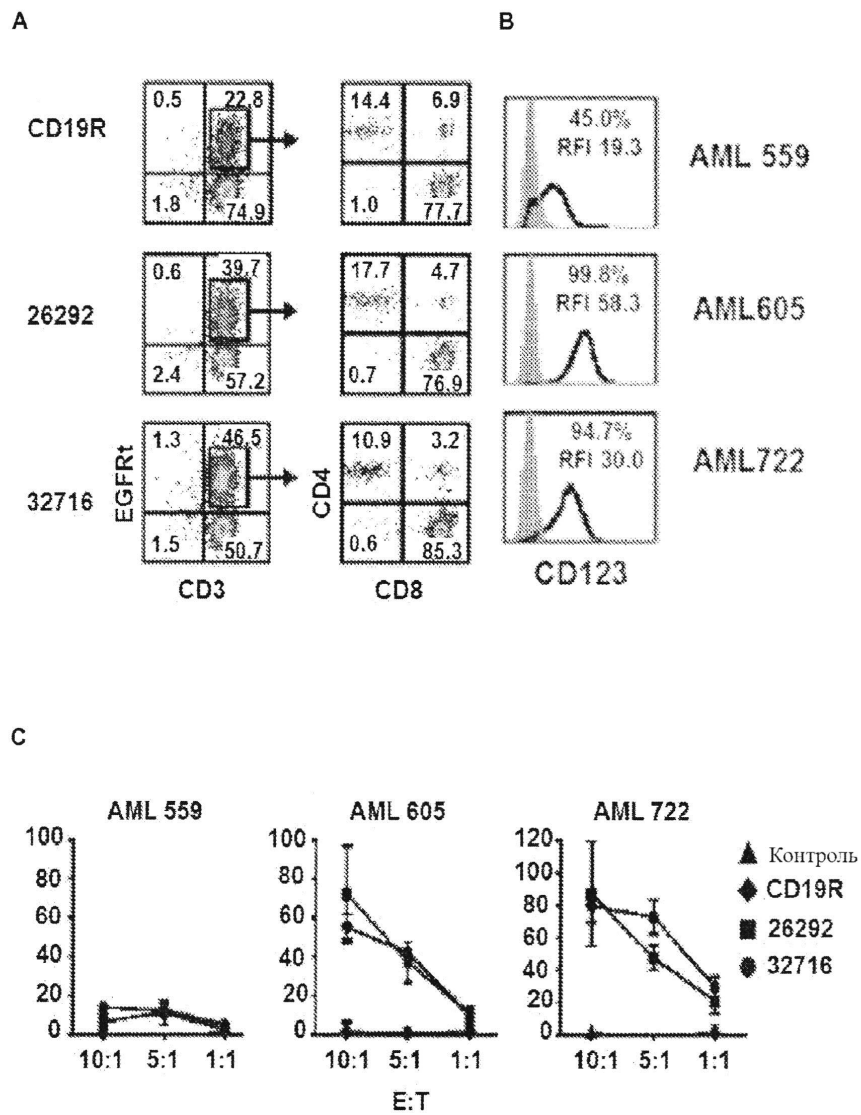 A
B
CD19R
0.5 22.8
1.8 74.9
14.4 6.9
1.0 77.7
45.0%
RFI 19.3
AML 559
26292
0.6 39.7
2.4 57.2
17.7 4.7
0.7 76.9
99.8%
RFI 58.3
AML605
32716
1.3 46.5
1.5 50.7
10.9 3.2
0.6 85.3
94.7%
RFI 30.0
AML722
EGFRt
CD4
CD3
CD8
CD123
C
AML 559
100
80
60
40
20
0
10:1 5:1 1:1
AML 605
100
80
60
40
20
0
10:1 5:1 1:1
AML 722
120
100
80
60
40
20
0
10:1 5:1 1:1
Контроль
CD19R
26292
32716
E:T